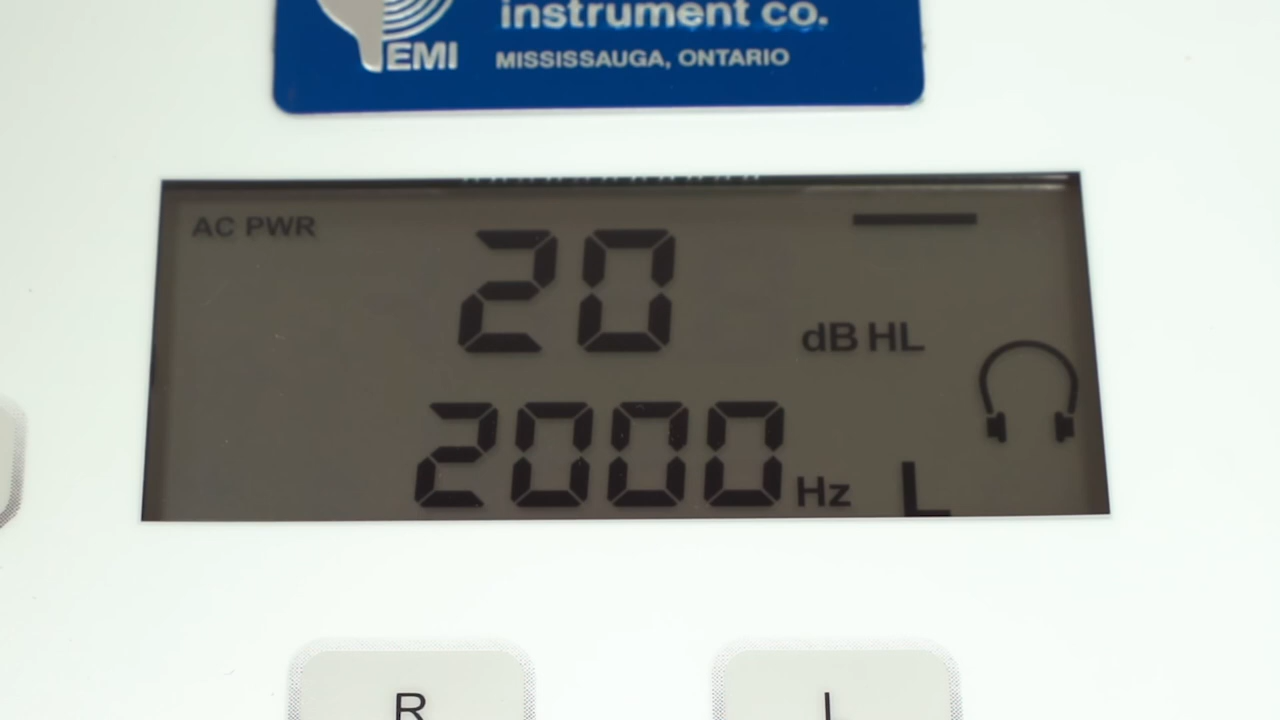 instrument co.
EMI
MISSISSAUGA, ONTARIO
AC PWR
20
dB HL
2000 Hz
L
R
L